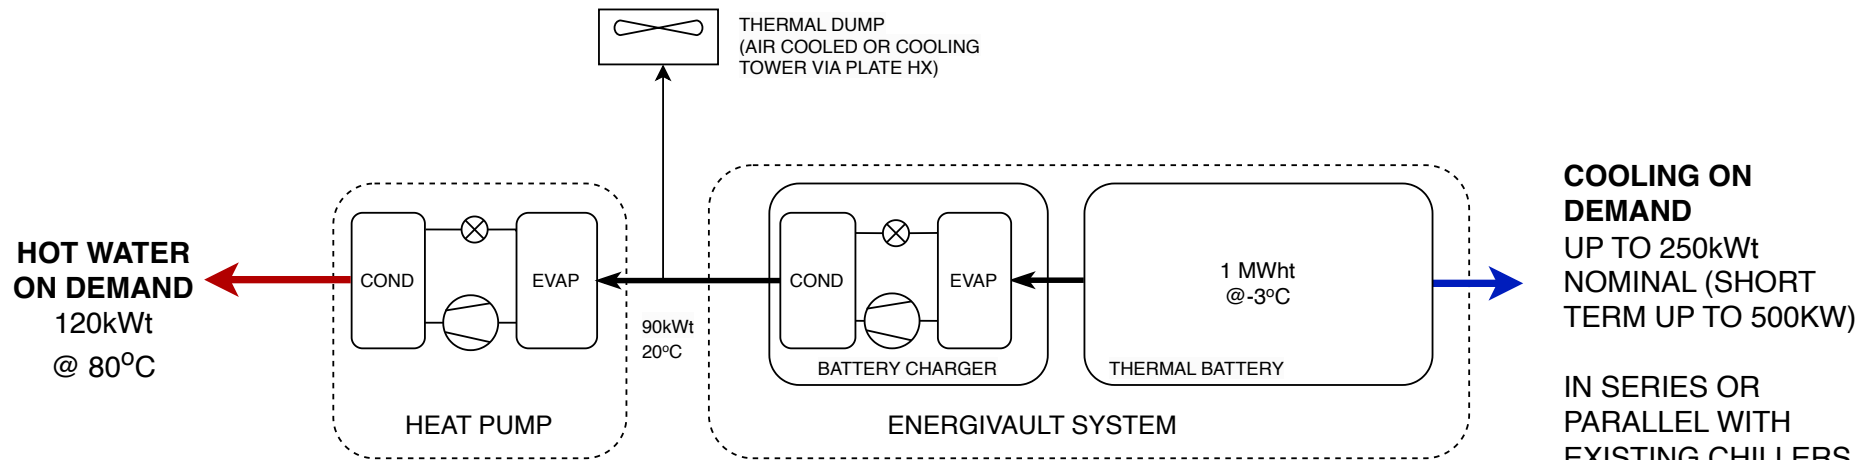 THERMAL DUMP
(AIR COOLED OR COOLING
TOWER VIA PLATE HX)
HOT WATER
ON DEMAND
120kWt
@ 80°C
COND
EVAP
HEAT PUMP
90kWt
20°C
COND
EVAP
BATTERY CHARGER
1 MWht
@-3°C
THERMAL BATTERY
ENERGIVAULT SYSTEM
COOLING ON
DEMAND
UP TO 250kWt
NOMINAL (SHORT
TERM UP TO 500KW)
IN SERIES OR
PARALLEL WITH
EXISTING CHILLERS